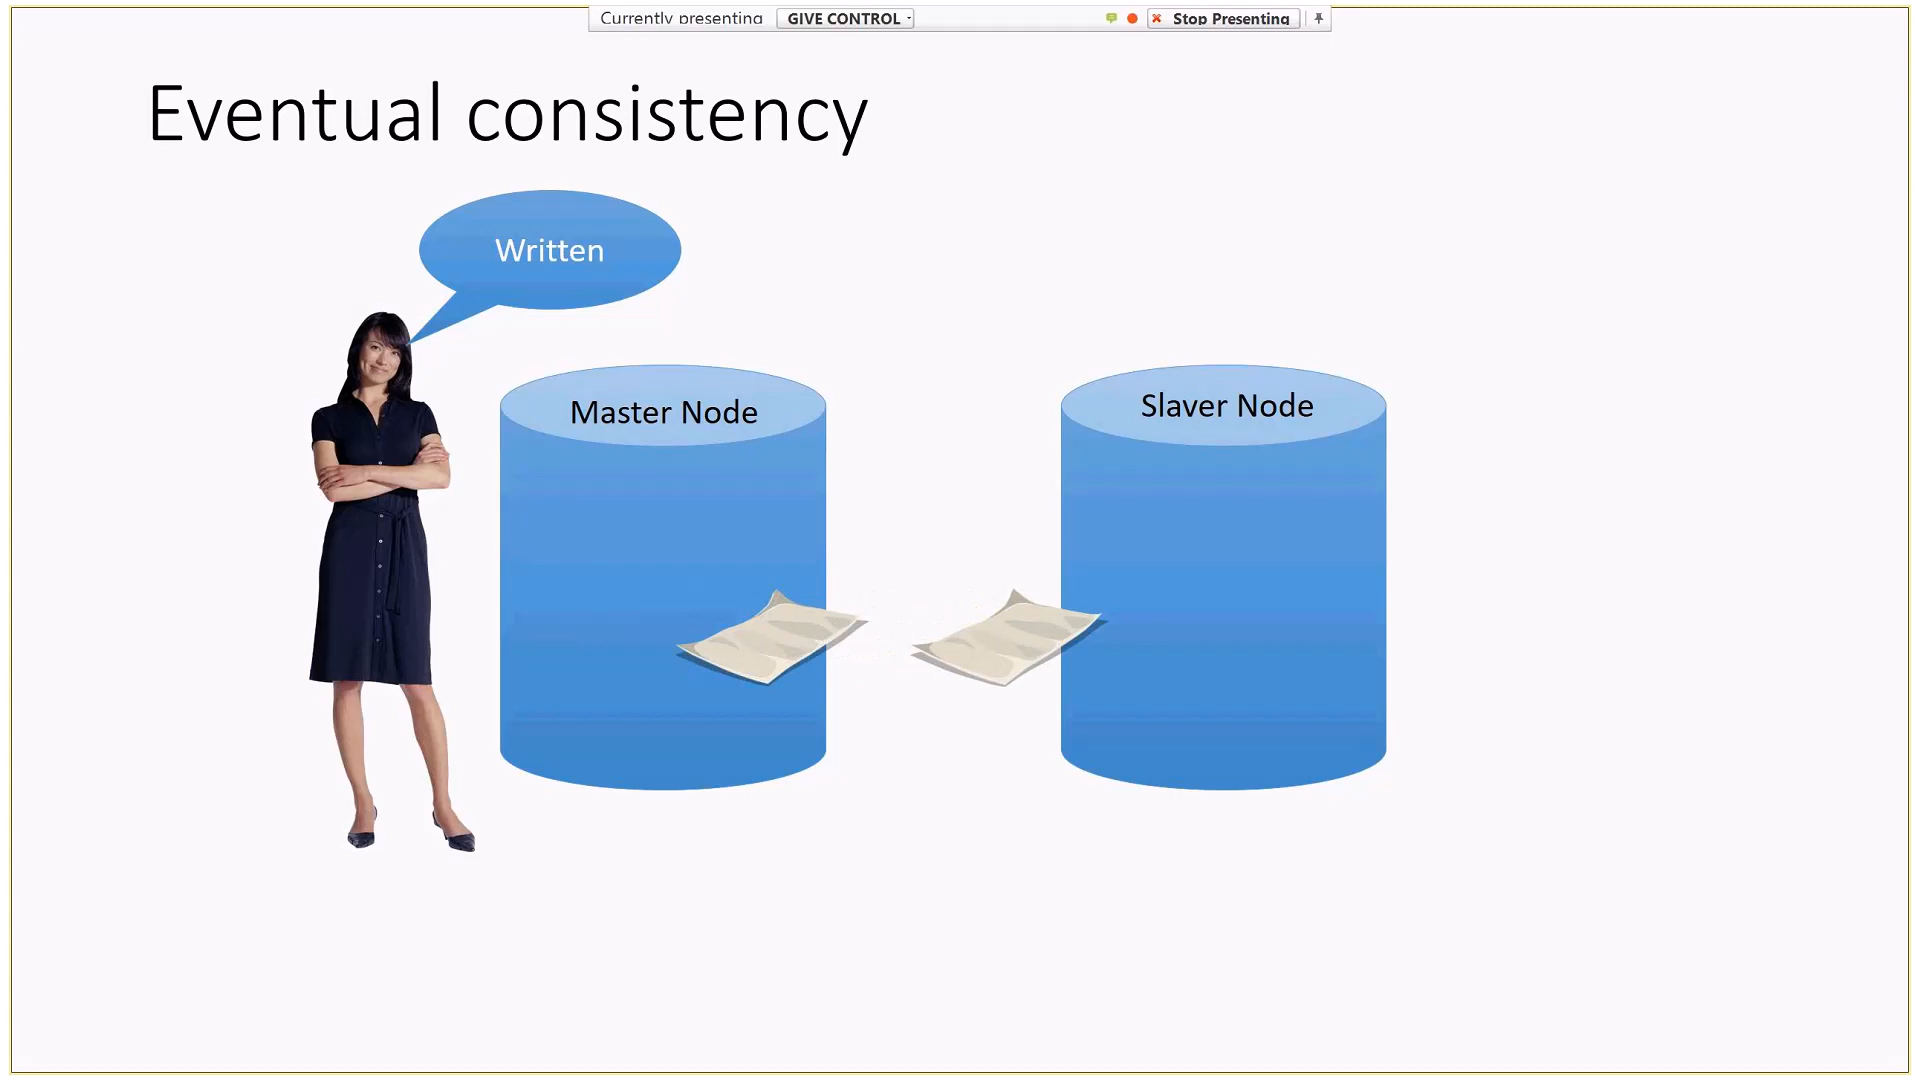 Currently presenting GIVE CONTROL Stop Presenting
Eventual consistency
Written
Master Node
Slaver Node